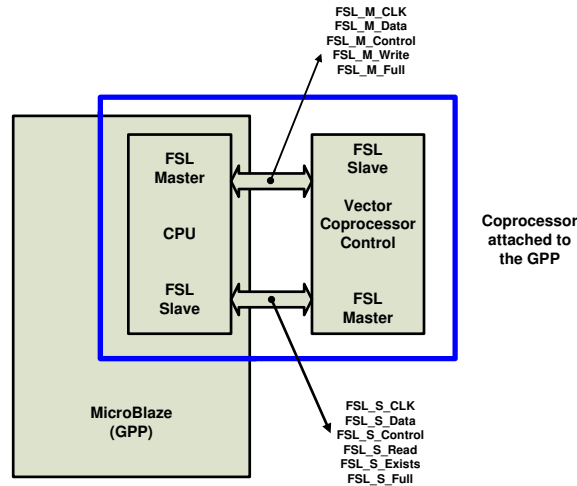 FSL_M_CLK
FSL_M_Data
FSL_M_Control
FSL_M_Write
FSL_M_Full
FSL
Master
CPU
FSL
Slave
FSL
Slave
Vector
Coprocessor
Control
FSL
Master
Coprocessor
attached to
the GPP
MicroBlaze
(GPP)
FSL_S_CLK
FSL_S_Data
FSL_S_Control
FSL_S_Read
FSL_S_Exists
FSL_S_Full